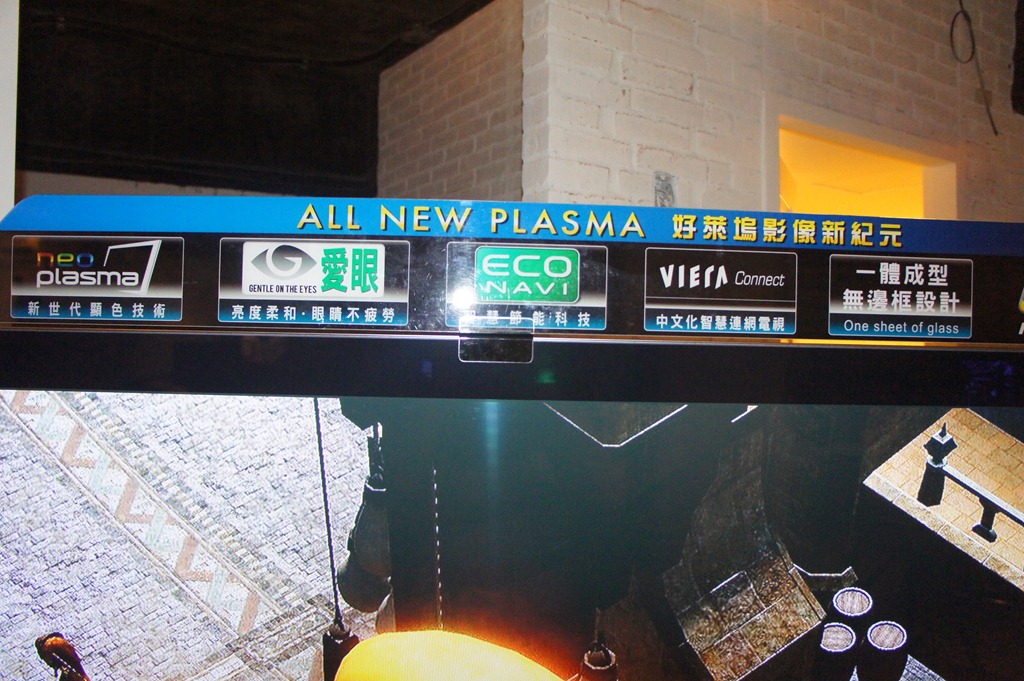 ALL NEW PLASMA 好萊塢影像新紀元
neo
plasma
新世代顯色技術
GENTLE ON THE EYES
愛眼
亮度柔和·眼睛不疲勞
ECO
NAVI
智慧節能科技
VIERA Connect
中文化智慧連網電視
一體成型
無邊框設計
One sheet of glass